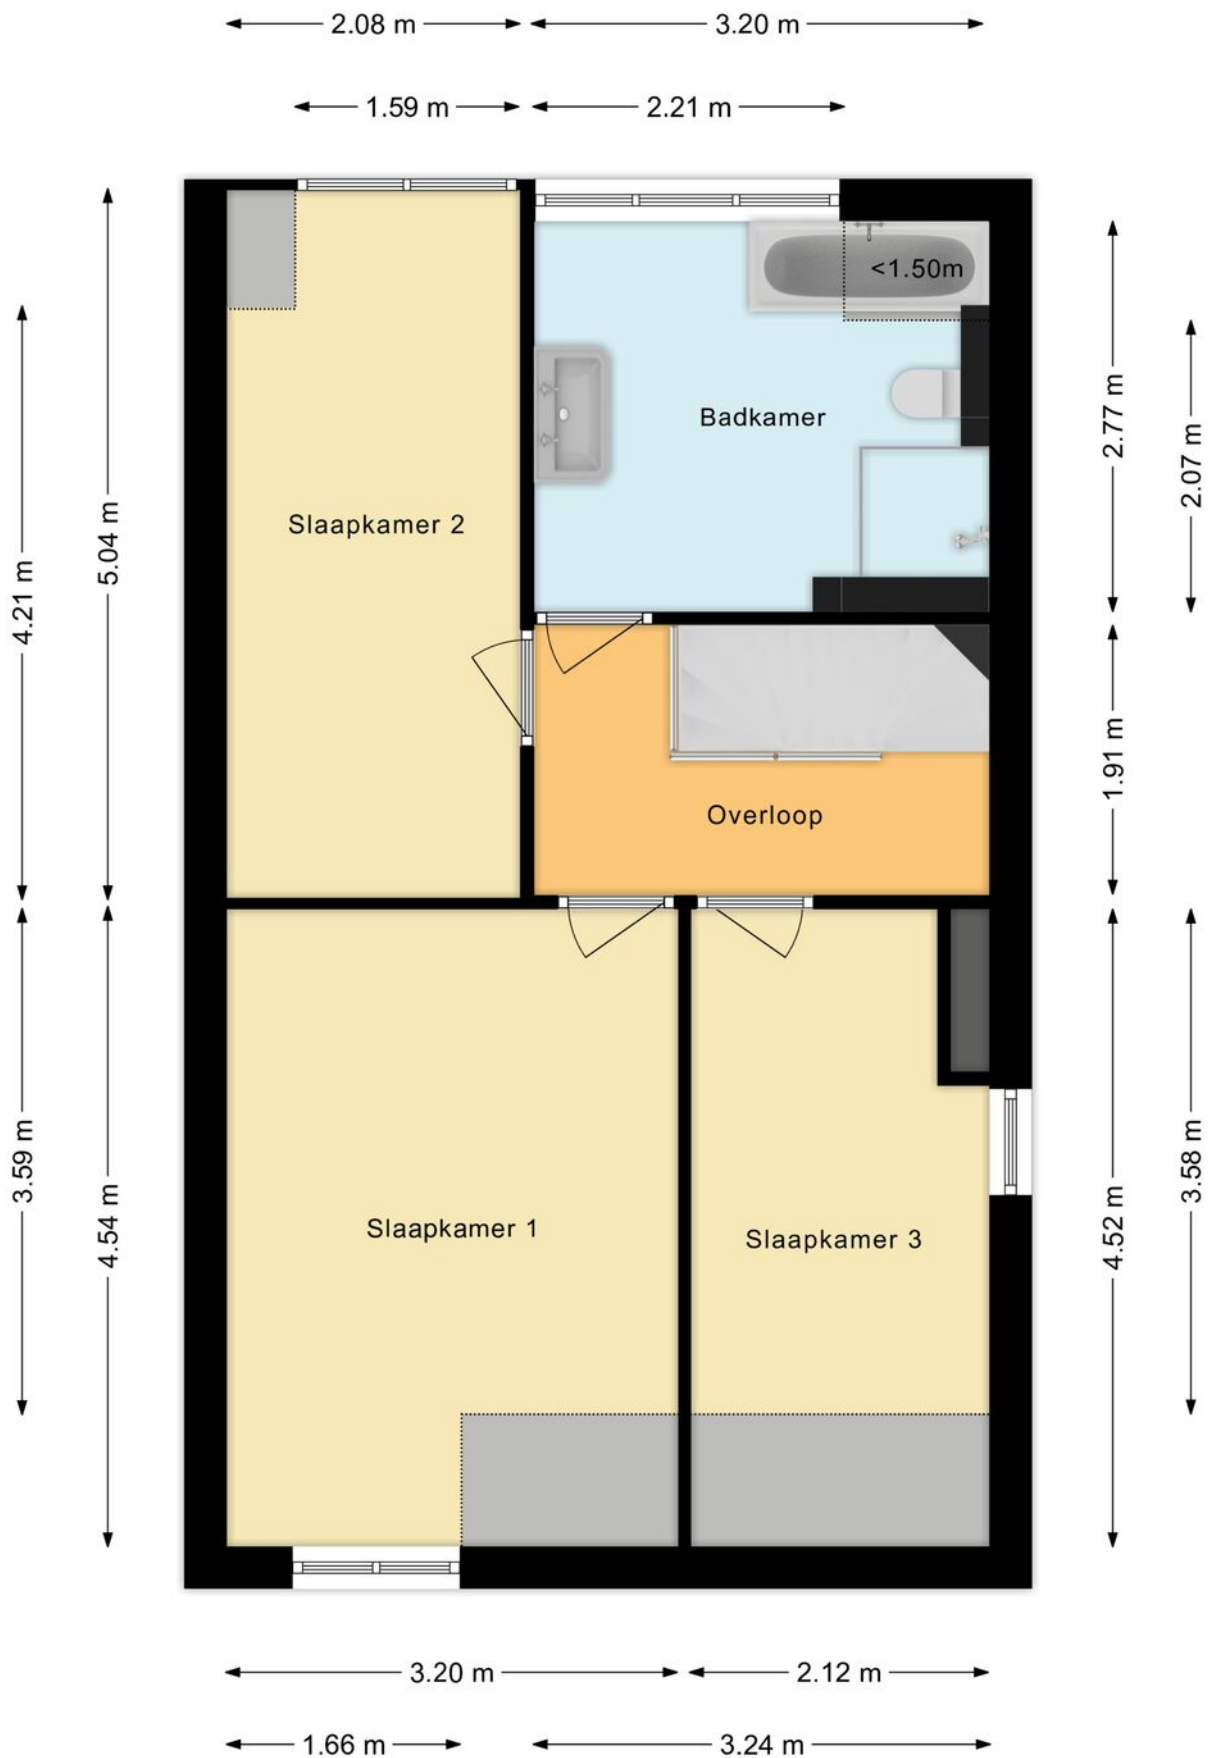 2.08 m
3.20 m
1.59 m
2.21 m
<1.50m
Badkamer
2.77 m
2.07 m
Slaapkamer 2
5.04 m
4.21 m
1.91 m
Overloop
3.59 m
4.54 m
Slaapkamer 1
Slaapkamer 3
4.52 m
3.58 m
3.20 m
2.12 m
1.66 m
3.24 m